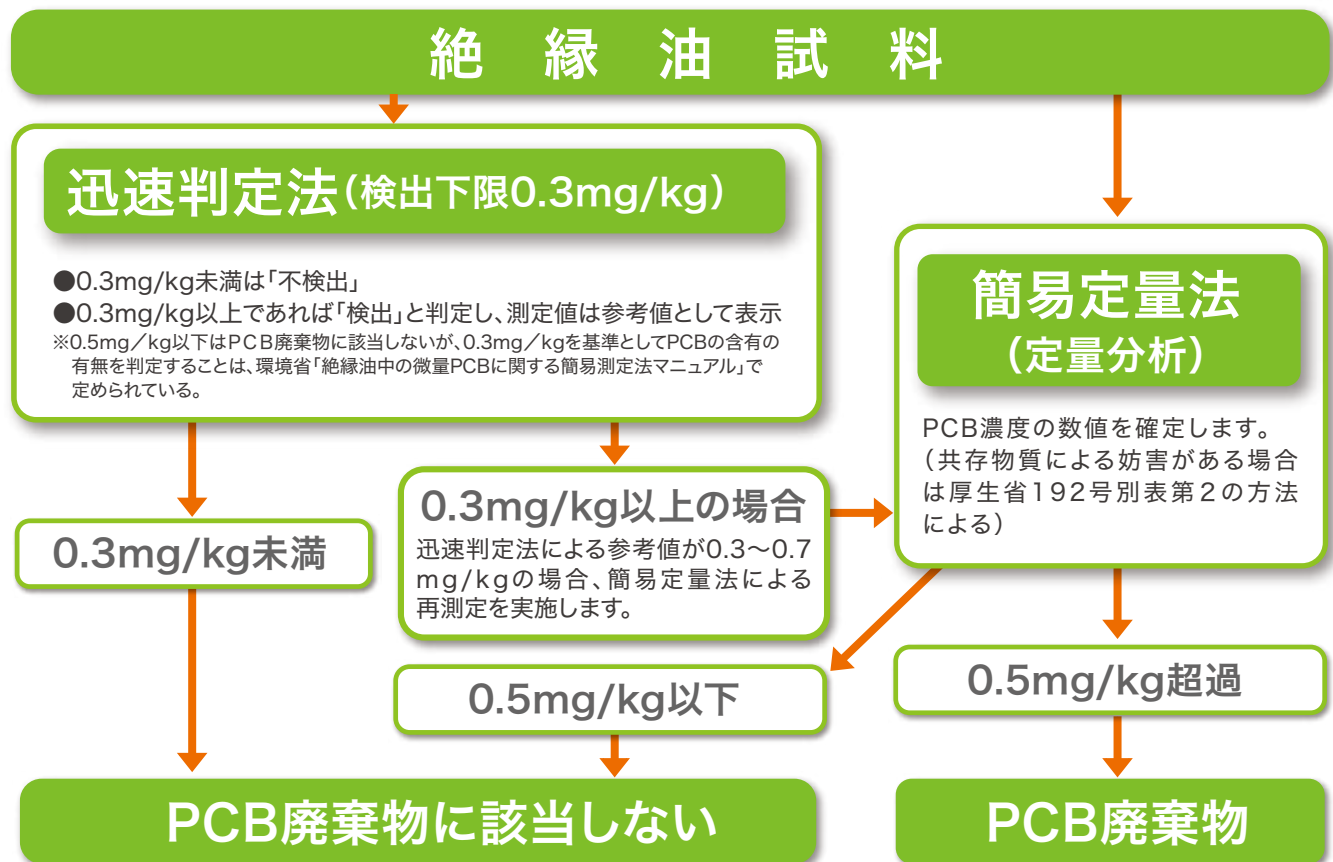 絶縁油試料
迅速判定法(検出下限0.3mg/kg)
●0.3mg/kg未満は「不検出」
●0.3mg/kg以上であれば「検出」と判定し、測定値は参考値として表示
※0.5mg／kg以下はPCB廃棄物に該当しないが、0.3mg／kgを基準としてPCBの含有の
有無を判定することは、環境省「絶縁油中の微量PCBに関する簡易測定法マニュアル」で
定められている。
簡易定量法
(定量分析)
PCB濃度の数値を確定します。
(共存物質による妨害がある場合
は厚生省192号別表第2の方法
による)
0.3mg/kg未満
0.3mg/kg以上の場合
迅速判定法による参考値が0.3〜0.7
mg/kgの場合、簡易定量法による
再測定を実施します。
0.5mg/kg以下
0.5mg/kg超過
PCB廃棄物に該当しない
PCB廃棄物